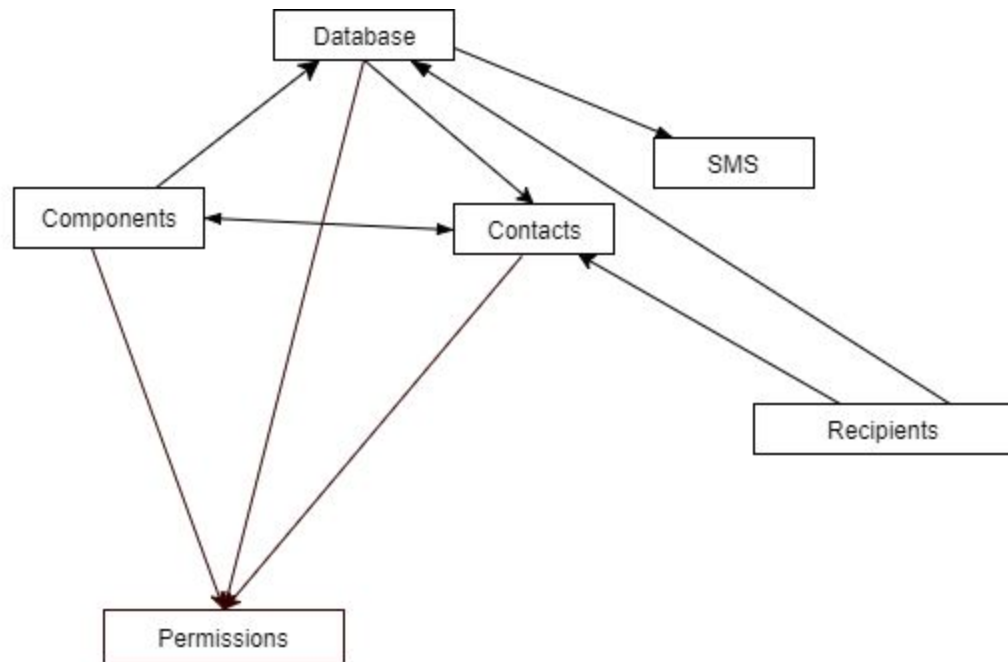 Database
SMS
Components
Contacts
Recipients
Permissions